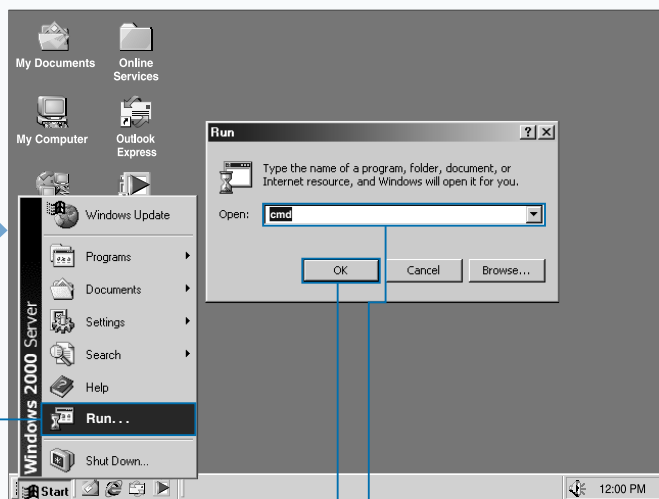 My Documents
Online
Services
My Computer
Outlook
Express
Run
Type the name of a program, folder, document, or
Internet resource, and Windows will open it for you.
Open:
cmd
OK
Cancel
Browse...
Windows 2000 Server
Windows Update
Programs
Documents
Settings
Search
Help
Run...
Shut Down...
Start
12:00 PM